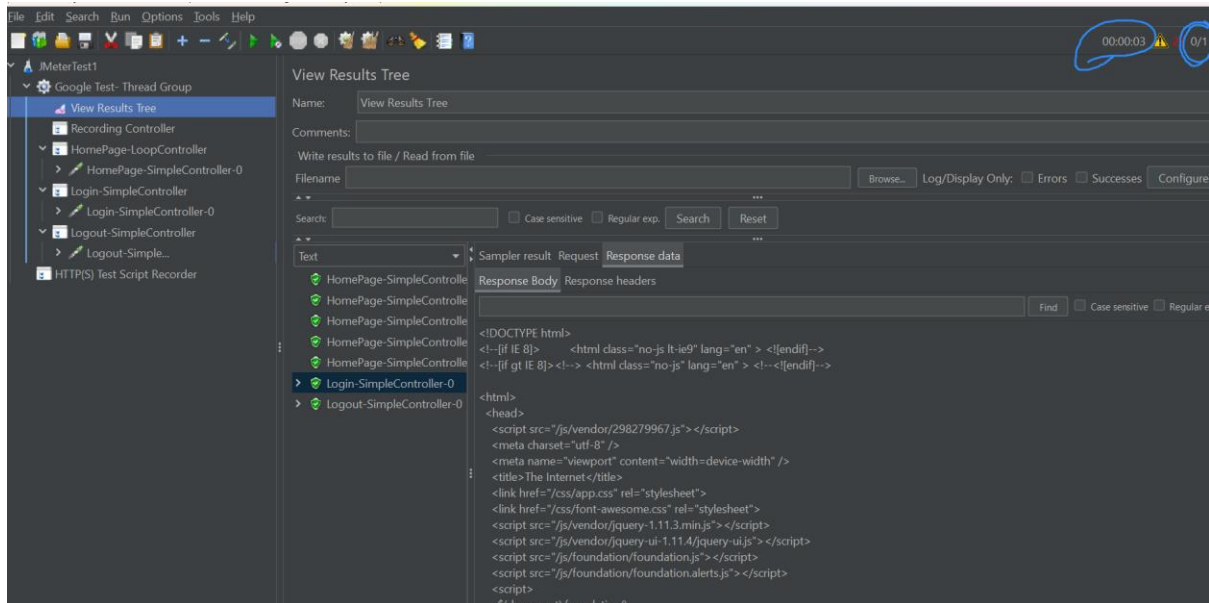 File Edit Search Run Options Tools Help
00:00:03 0/1
JMeterTest1
Google Test- Thread Group
View Results Tree
Recording Controller
HomePage-LoopController
HomePage-SimpleController-0
Login-SimpleController
Login-SimpleController-0
Logout-SimpleController
Logout-Simple...
HTTP(S) Test Script Recorder
View Results Tree
Name: View Results Tree
Comments:
Write results to file / Read from file
Filename Browse... Log/Display Only: Errors Successes Configure
Search: Case sensitive Regular exp. Search Reset
Text
HomePage-SimpleControlle
HomePage-SimpleControlle
HomePage-SimpleControlle
HomePage-SimpleControlle
HomePage-SimpleControlle
Login-SimpleController-0
Logout-SimpleController-0
Sampler result Request Response data
Response Body Response headers
Find Case sensitive Regular e
<!DOCTYPE html>
<!--[if IE 8]> <html class="no-js lt-ie9" lang="en" > <![endif]-->
<!--[if gt IE 8]><!--> <html class="no-js" lang="en" > <!--<![endif]-->
<html>
<head>
<script src="/js/vendor/298279967.js"></script>
<meta charset="utf-8" />
<meta name="viewport" content="width=device-width" />
<title>The Internet</title>
<link href="/css/app.css" rel="stylesheet">
<link href="/css/font-awesome.css" rel="stylesheet">
<script src="/js/vendor/jquery-1.11.3.min.js"></script>
<script src="/js/vendor/jquery-ui-1.11.4/jquery-ui.js"></script>
<script src="/js/foundation/foundation.js"></script>
<script src="/js/foundation/foundation.alerts.js"></script>
<script>